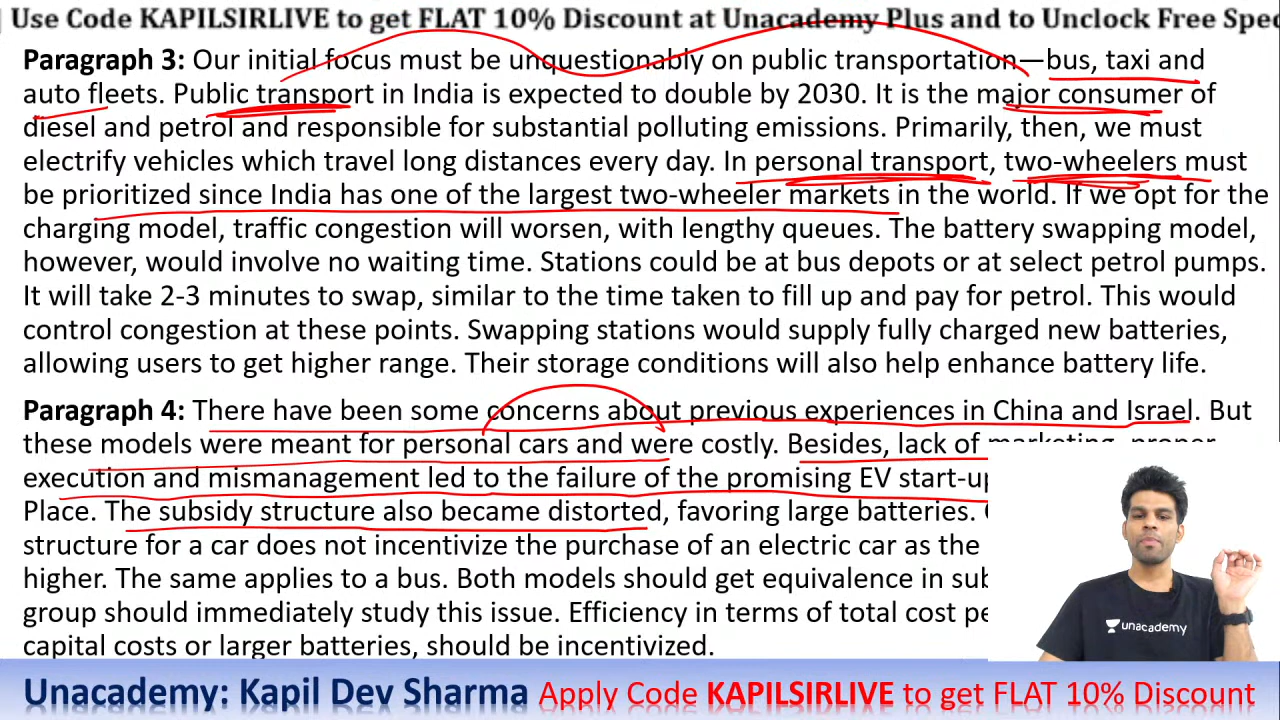 | Use Code KAPILSIRLIVE to get FLAT 10% Discount at Unacademy Plus and to Unclock Free Spec
Paragraph 3: Our initial focus must be unquestionably on public transportation—bus, taxi and
auto fleets. Public transport in India is expected to double by 2030. It is the major consumer of
diesel and petrol and responsible for substantial polluting emissions. Primarily, then, we must
electrify vehicles which travel long distances every day. In personal transport, two-wheelers must
be prioritized since India has one of the largest two-wheeler markets in the world. If we opt for the
charging model, traffic congestion will worsen, with lengthy queues. The battery swapping model,
however, would involve no waiting time. Stations could be at bus depots or at select petrol pumps.
It will take 2-3 minutes to swap, similar to the time taken to fill up and pay for petrol. This would
control congestion at these points. Swapping stations would supply fully charged new batteries,
allowing users to get higher range. Their storage conditions will also help enhance battery life.
Paragraph 4: There have been some concerns about previous experiences in China and Israel. But
these models were meant for personal cars and were costly. Besides, lack of marketing, proper
execution and mismanagement led to the failure of the promising EV start-up
Place. The subsidy structure also became distorted, favoring large batteries.
structure for a car does not incentivize the purchase of an electric car as the
higher. The same applies to a bus. Both models should get equivalence in sub
group should immediately study this issue. Efficiency in terms of total cost pe
capital costs or larger batteries, should be incentivized.
unacademy
Unacademy: Kapil Dev Sharma Apply Code KAPILSIRLIVE to get FLAT 10% Discount